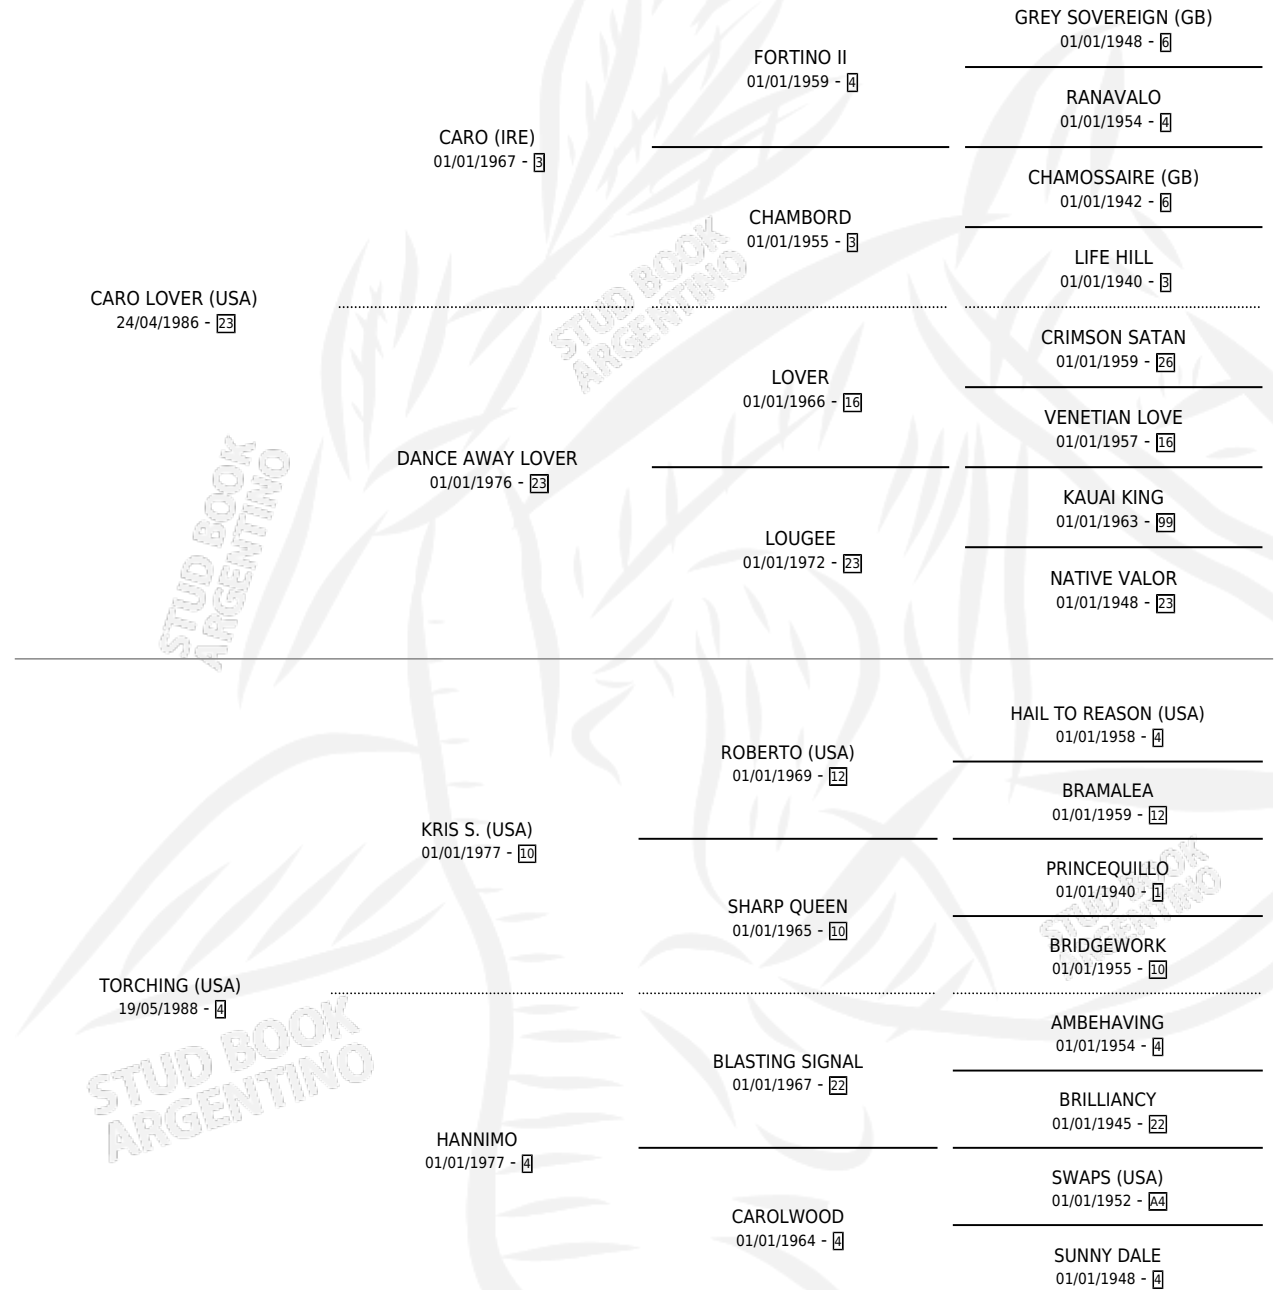 GREY SOVEREIGN (GB)
01/01/1948 - 6
FORTINO II
01/01/1959 - 4
RANAVALO
01/01/1954 - 4
CARO (IRE)
01/01/1967 - 3
CHAMOSSAIRE (GB)
01/01/1942 - 6
CHAMBORD
01/01/1955 - 3
LIFE HILL
01/01/1940 - 3
CARO LOVER (USA)
24/04/1986 - 23
CRIMSON SATAN
01/01/1959 - 26
LOVER
01/01/1966 - 16
VENETIAN LOVE
01/01/1957 - 16
DANCE AWAY LOVER
01/01/1976 - 23
KAUAI KING
01/01/1963 - 99
LOUGEE
01/01/1972 - 23
NATIVE VALOR
01/01/1948 - 23
HAIL TO REASON (USA)
01/01/1958 - 4
ROBERTO (USA)
01/01/1969 - 12
BRAMALEA
01/01/1959 - 12
KRIS S. (USA)
01/01/1977 - 10
PRINCEQUILLO
01/01/1940 - 1
SHARP QUEEN
01/01/1965 - 10
BRIDGEWORK
01/01/1955 - 10
TORCHING (USA)
19/05/1988 - 4
AMBEHAVING
01/01/1954 - 4
BLASTING SIGNAL
01/01/1967 - 22
BRILLIANCY
01/01/1945 - 22
HANNIMO
01/01/1977 - 4
SWAPS (USA)
01/01/1952 - A4
CAROLWOOD
01/01/1964 - 4
SUNNY DALE
01/01/1948 - 4
STUD BOOK
ARGENTINO
STUD BOOK
ARGENTINO
STUD BOOK
ARGENTINO
STUD BOOK
ARGENTINO